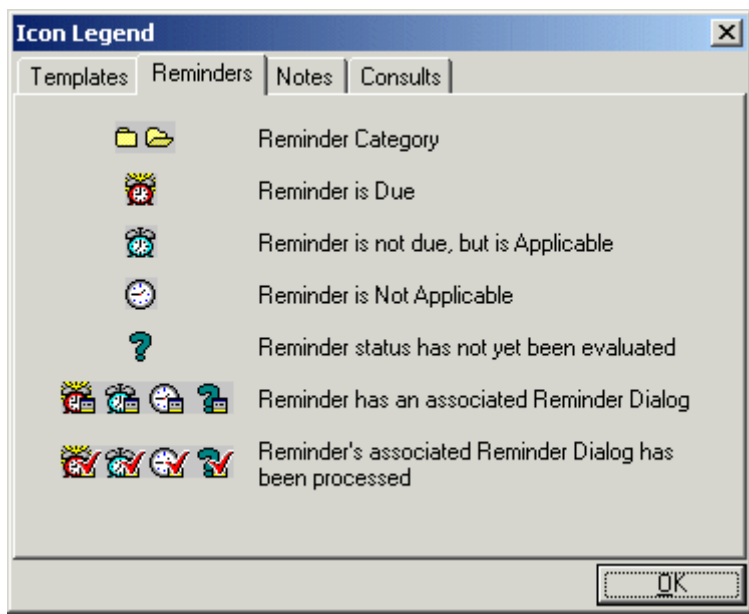 Icon Legend
Templates Reminders Notes Consults
Reminder Category
Reminder is Due
Reminder is not due, but is Applicable
Reminder is Not Applicable
Reminder status has not yet been evaluated
Reminder has an associated Reminder Dialog
Reminder's associated Reminder Dialog has
been processed
OK